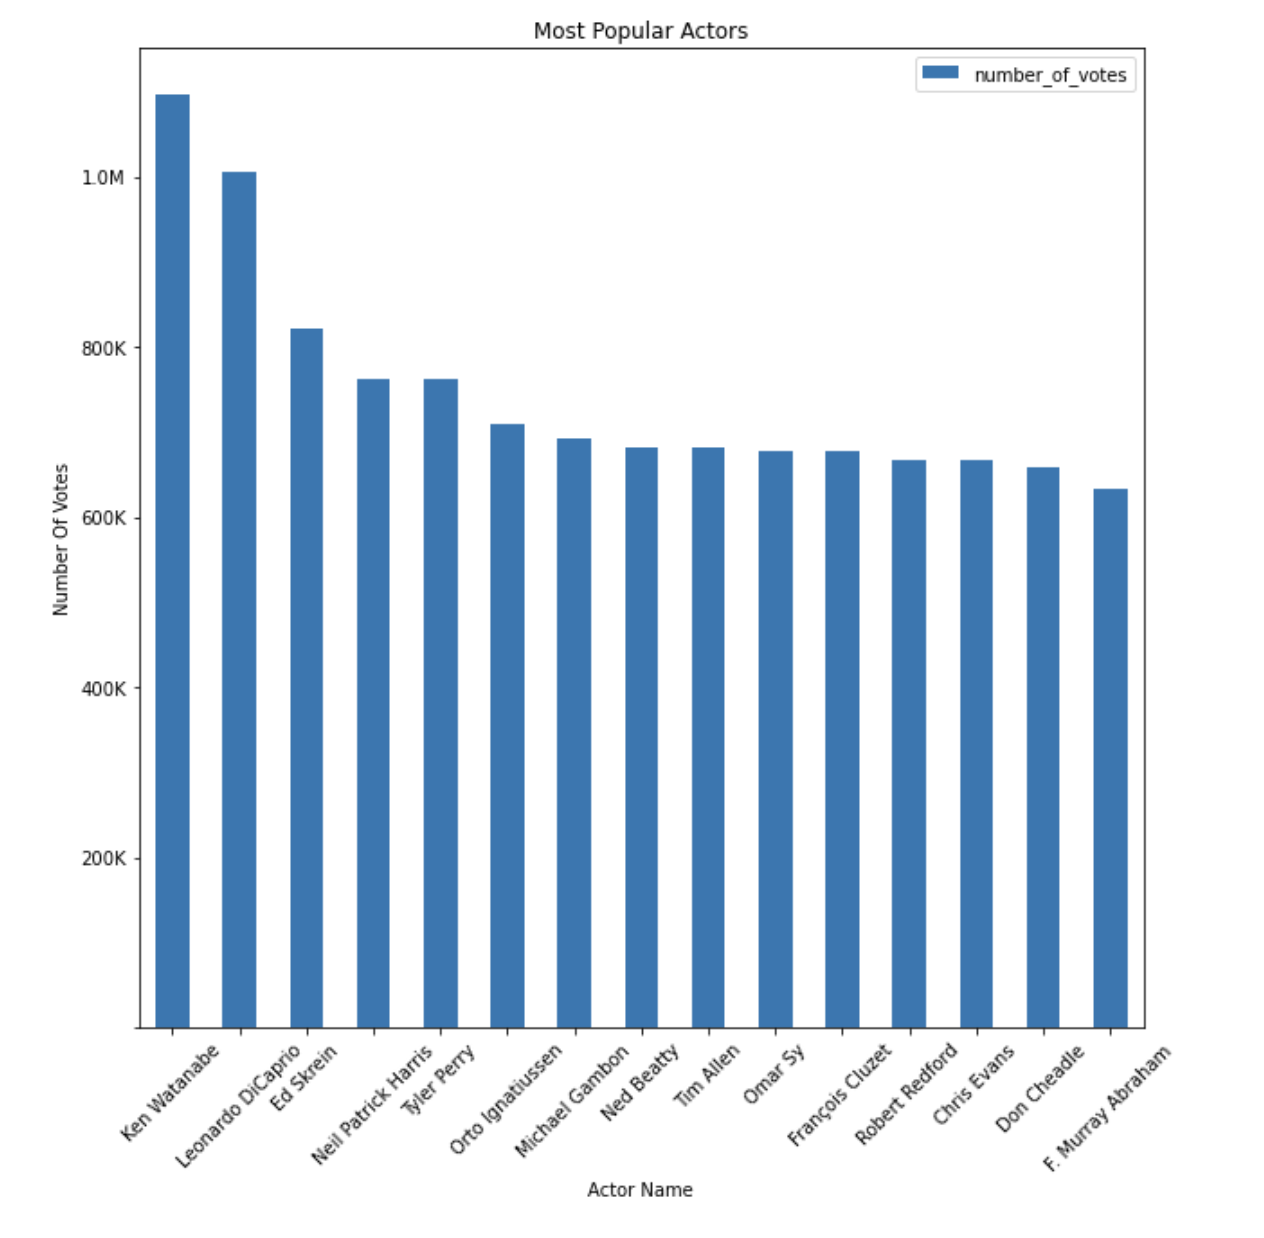 Most Popular Actors
number_of_votes
1.0M
800K
600K
400K
200K
Number Of Votes
Ken Watanabe
Leonardo DiCaprio
Ed Skrein
Neil Patrick Harris
Tyler Perry
Orto Ignatiussen
Michael Gambon
Ned Beatty
Tim Allen
Omar Sy
François Cluzet
Robert Redford
Chris Evans
Don Cheadle
F. Murray Abraham
Actor Name